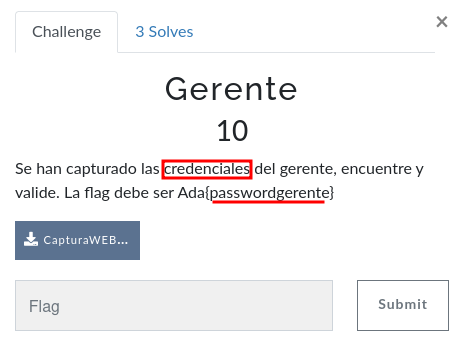 Challenge
3 Solves
×
Gerente
10
Se han capturado las credenciales del gerente, encuentre y
valide. La flag debe ser Ada{passwordgerente}
CapturaWEB...
Flag
Submit